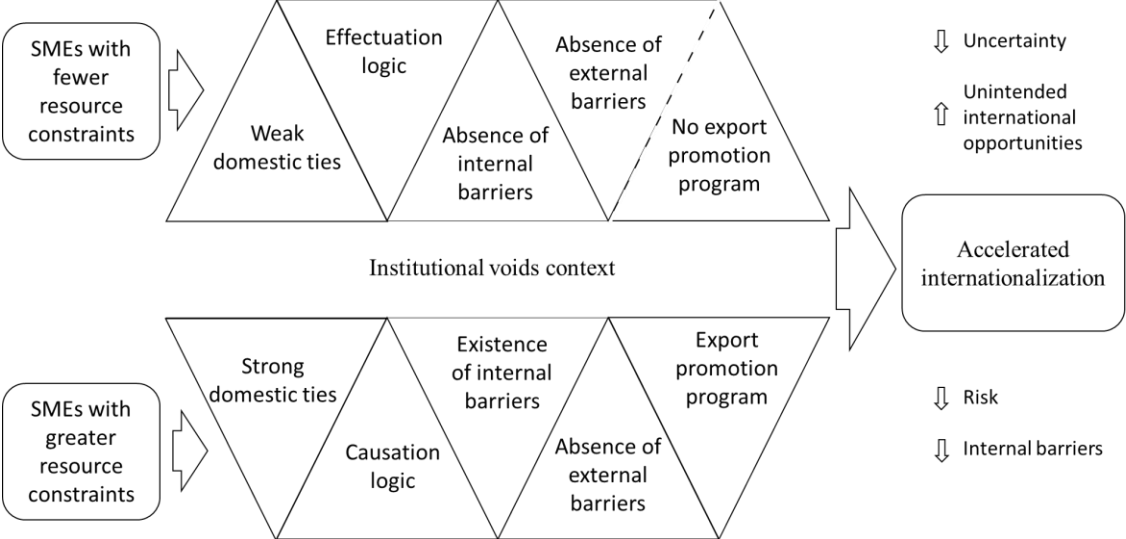 SMEs with
fewer
resource
constraints
Weak
domestic ties
Effectuation
logic
Absence of
internal
barriers
Absence of
external
barriers
No export
promotion
program
Uncertainty
Unintended
international
opportunities
Institutional voids context
Accelerated
internationalization
SMEs with
greater
resource
constraints
Strong
domestic ties
Causation
logic
Existence
of internal
barriers
Absence of
external
barriers
Export
promotion
program
Risk
Internal barriers